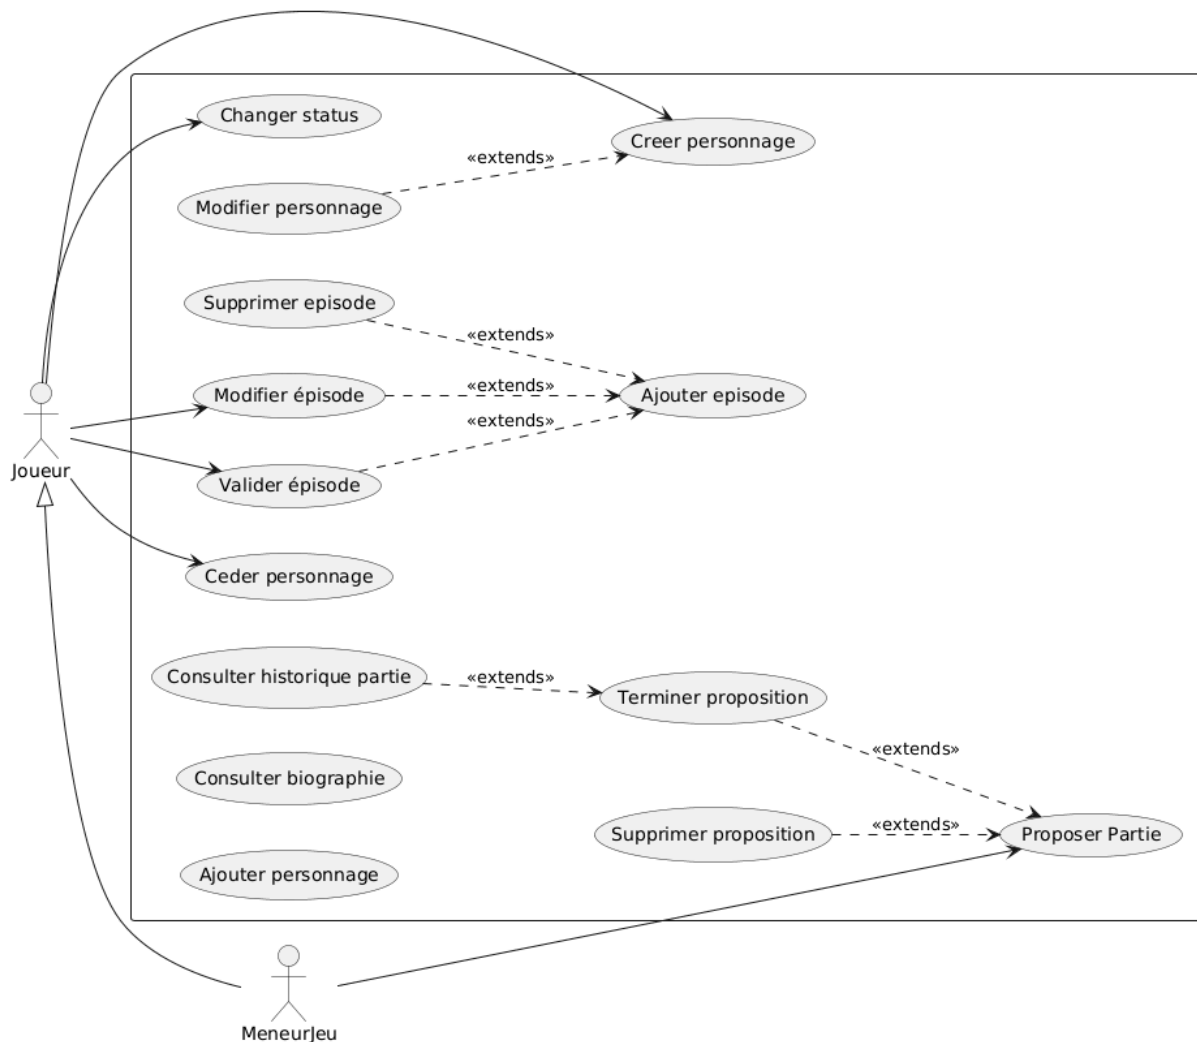 Changer status
Creer personnage
«extends»
Modifier personnage
Supprimer episode
«extends»
Modifier épisode
«extends»
Ajouter episode
«extends»
Valider épisode
Joueur
Ceder personnage
Consulter historique partie
«extends»
Terminer proposition
«extends»
Consulter biographie
Supprimer proposition
«extends»
Proposer Partie
Ajouter personnage
MeneurJeu